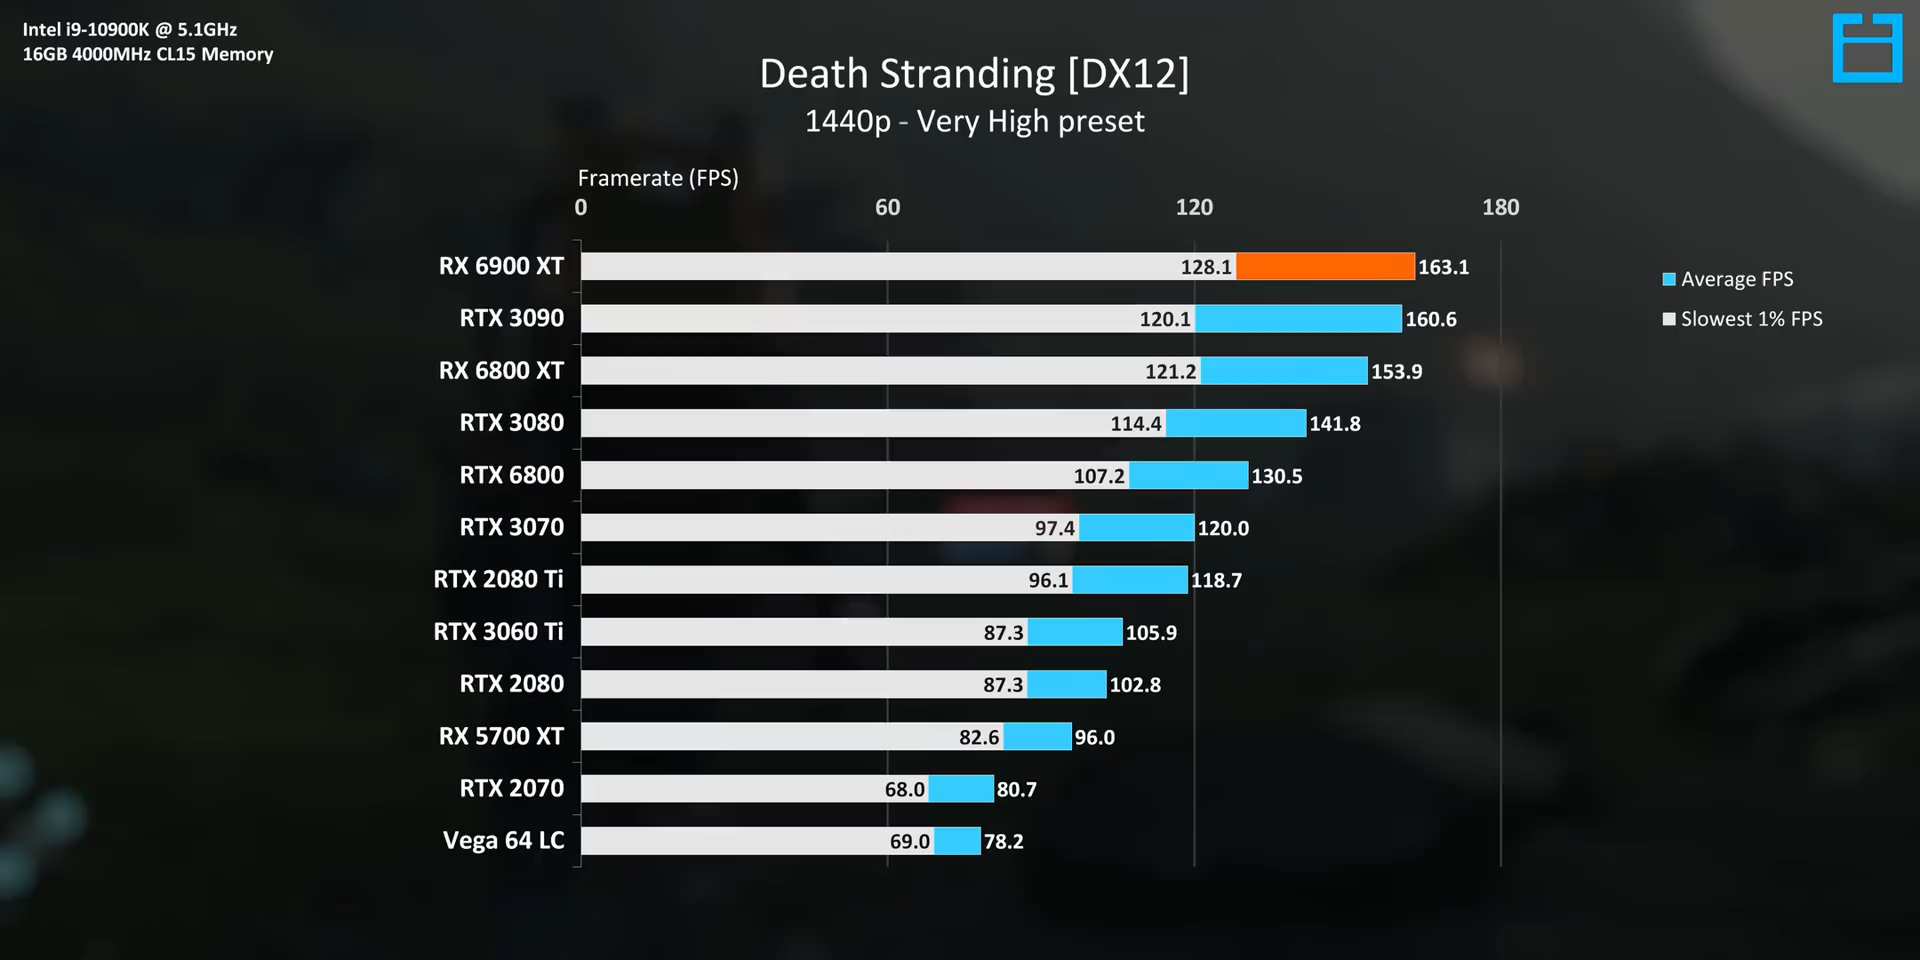 Intel i9-10900K @ 5.1GHz
16GB 4000MHz CL15 Memory
Death Stranding [DX12]
1440p - Very High preset
Framerate (FPS)
0 60 120 180
RX 6900 XT 128.1 163.1
RTX 3090 120.1 160.6
RX 6800 XT 121.2 153.9
RTX 3080 114.4 141.8
RTX 6800 107.2 130.5
RTX 3070 97.4 120.0
RTX 2080 Ti 96.1 118.7
RTX 3060 Ti 87.3 105.9
RTX 2080 87.3 102.8
RX 5700 XT 82.6 96.0
RTX 2070 68.0 80.7
Vega 64 LC 69.0 78.2
Average FPS
Slowest 1% FPS